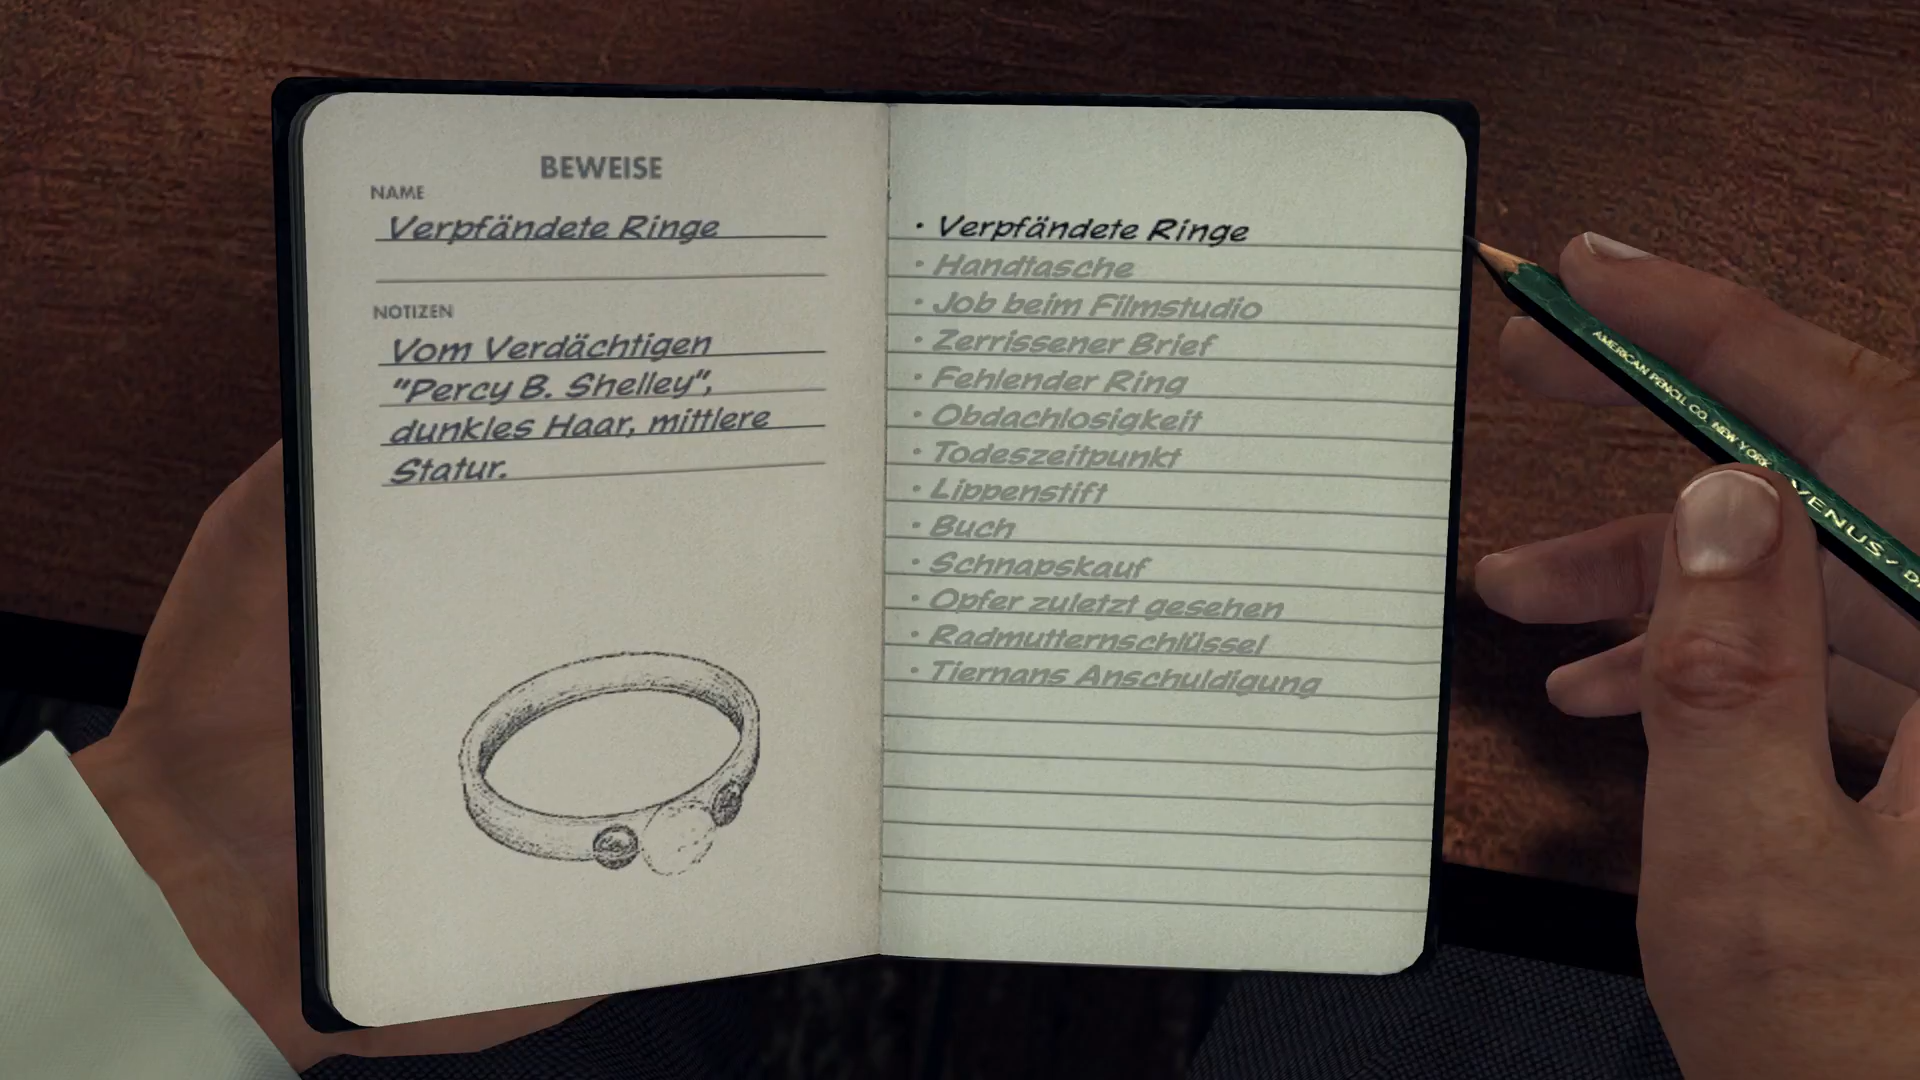 BEWEISE
NAME
Verpfändete Ringe
NOTIZEN
Vom Verdächtigen
"Percy B. Shelley",
dunkles Haar, mittlere
Statur.
• Verpfändete Ringe
• Handtasche
• Job beim Filmstudio
• Zerrissener Brief
• Fehlender Ring
• Obdachlosigkeit
• Todeszeitpunkt
• Lippenstift
• Buch
• Schnapskauf
• Opfer zuletzt gesehen
• Radmutternschlüssel
• Tiernans Anschuldigung
AMERICAN PENCIL CO. NEW YORK VENUS